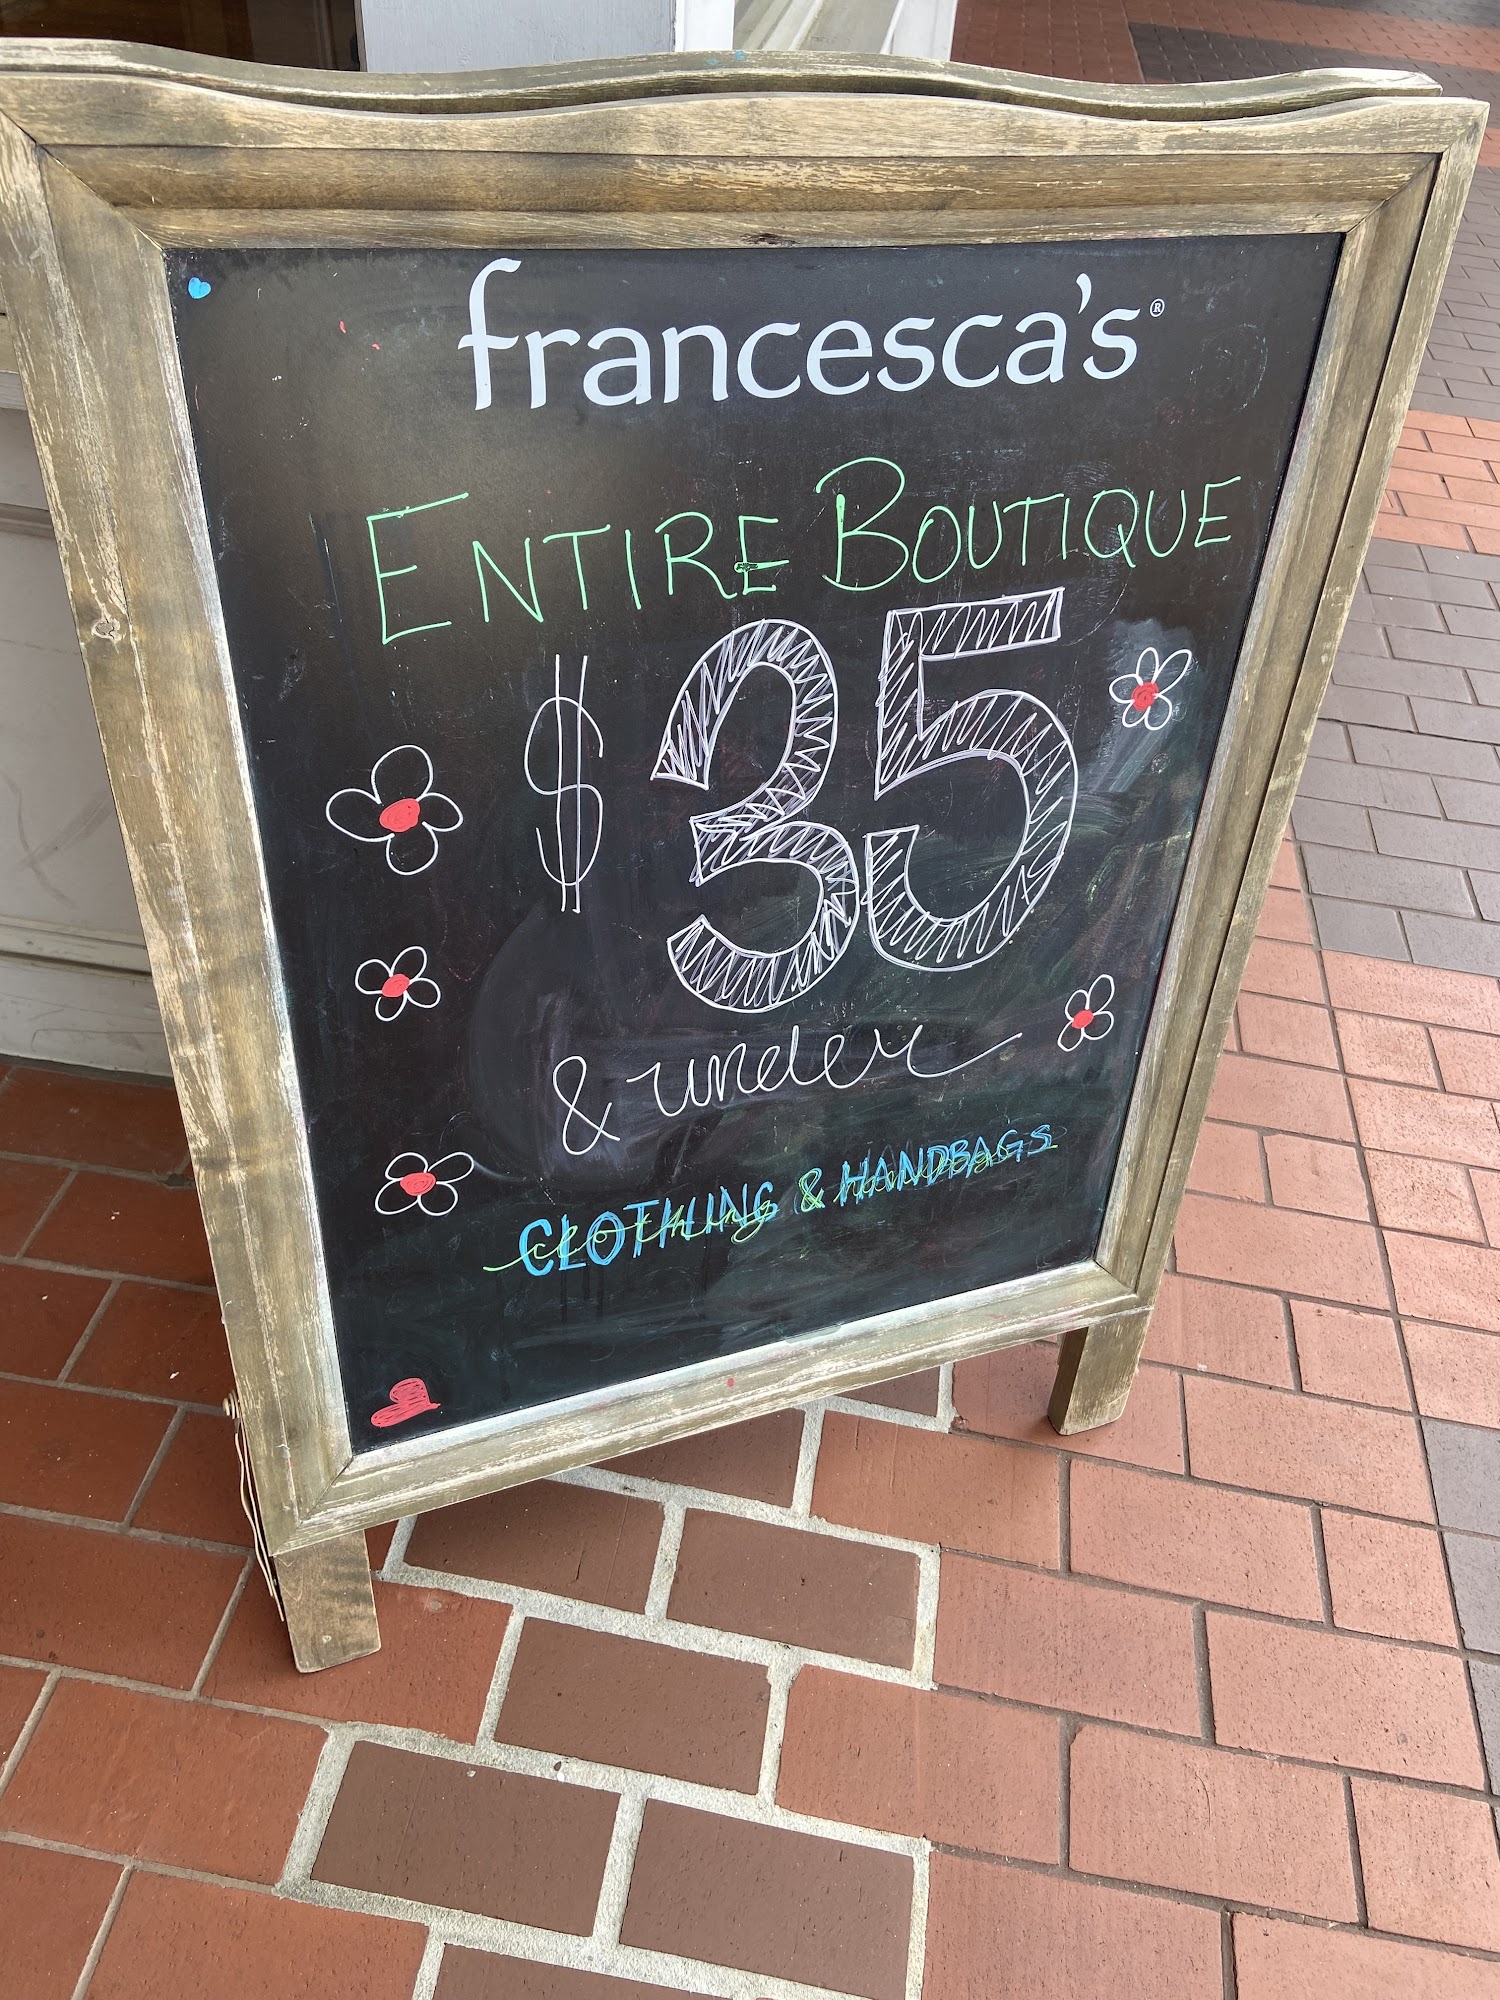 francesca's®
ENTIRE BOUTIQUE
$35
& under
CLOTHING & HANDBAGS